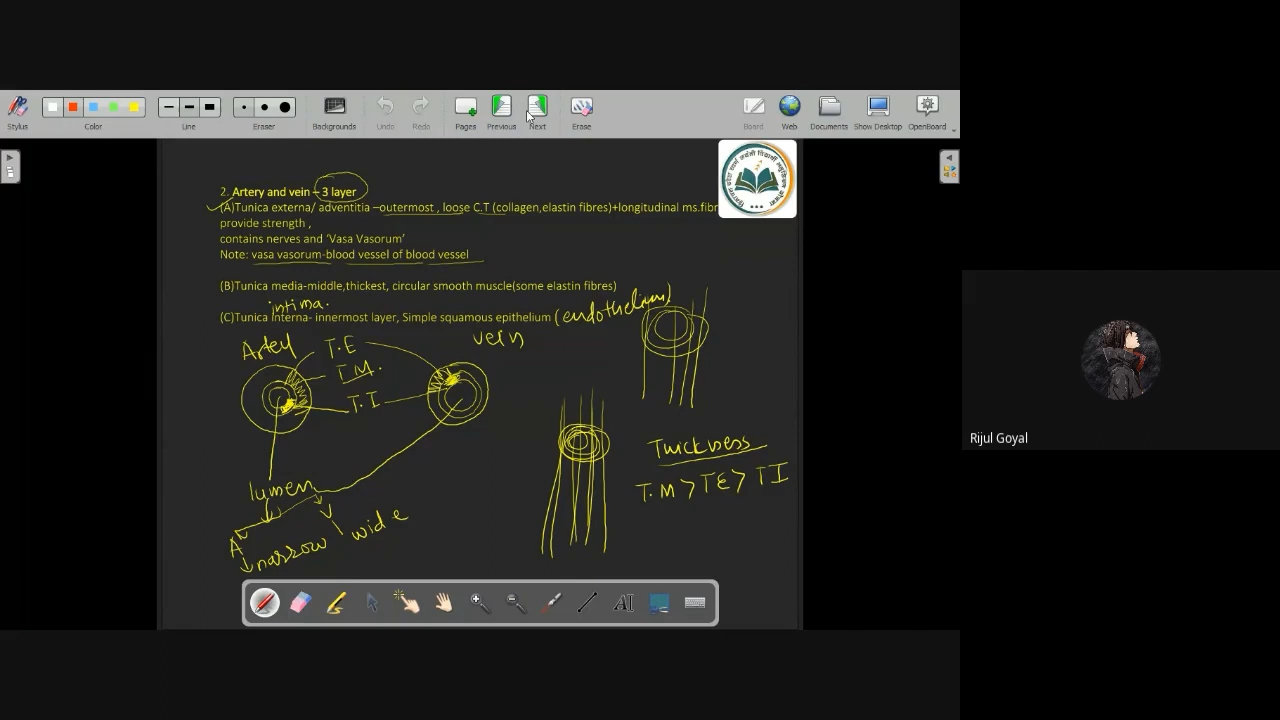 Stylus Color Line Eraser Backgrounds Undo Redo Pages Previous Next Erase Board Web Documents Show Desktop OpenBoard
2. Artery and vein – 3 layer
(A)Tunica externa/ adventitia –outermost , loose C.T (collagen,elastin fibres)+longitudinal ms.fibr
provide strength ,
contains nerves and ‘Vasa Vasorum’
Note: vasa vasorum-blood vessel of blood vessel
(B)Tunica media-middle,thickest, circular smooth muscle(some elastin fibres)
intima.
(C)Tunica interna- innermost layer, Simple squamous epithelium (endothelium)
Artery T.E vein
T.M.
T.I
Thickness
T.M > TE > TI
lumen
A V
narrow wide
AI
Rijul Goyal